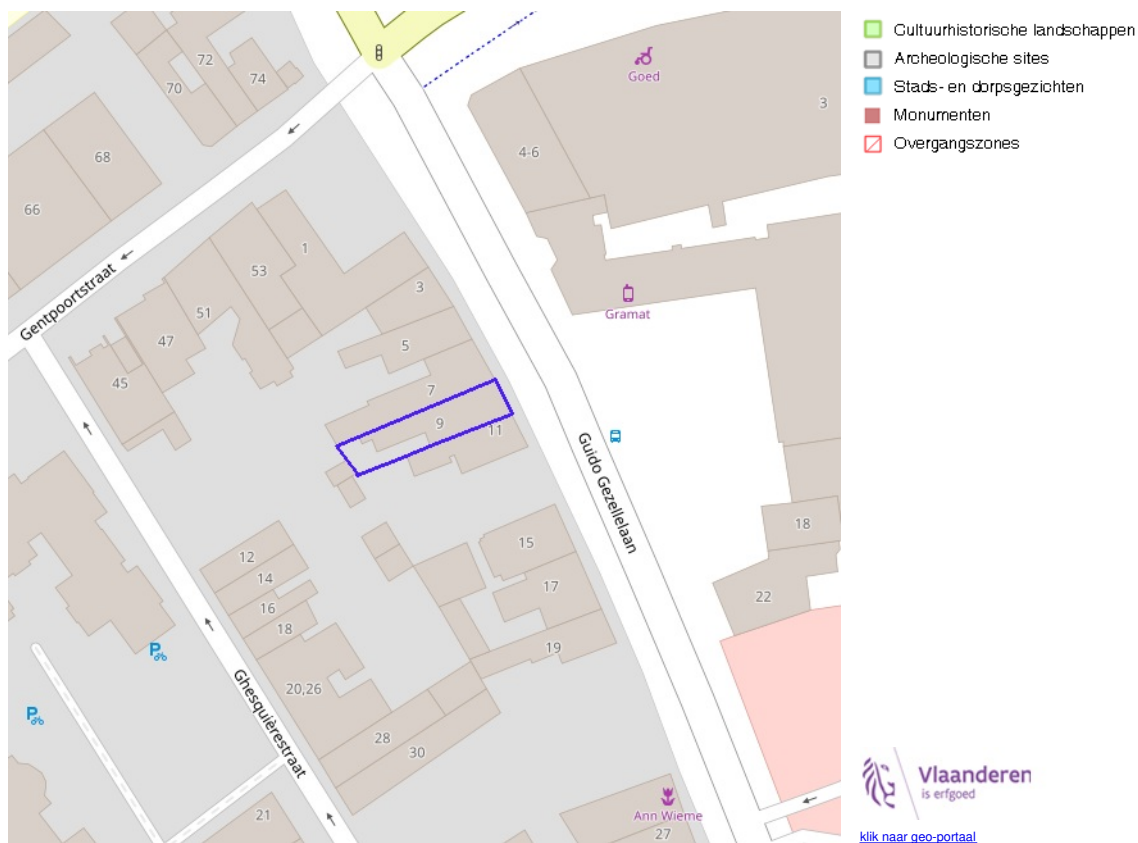 Cultuurhistorische landschappen
Archeologische sites
Stads- en dorpsgezichten
Monumenten
Overgangszones
72
70
74
Goed
3
4-6
68
66
1
53
51
47
45
Gentpoortstraat
3
5
7
9
11
Gramat
Guido Gezellelaan
18
22
15
17
19
12
14
16
18
20,26
28
30
P
P
Ghesquièrestraat
21
Ann Wieme
27
Vlaanderen
is erfgoed
klik naar geo-portaal